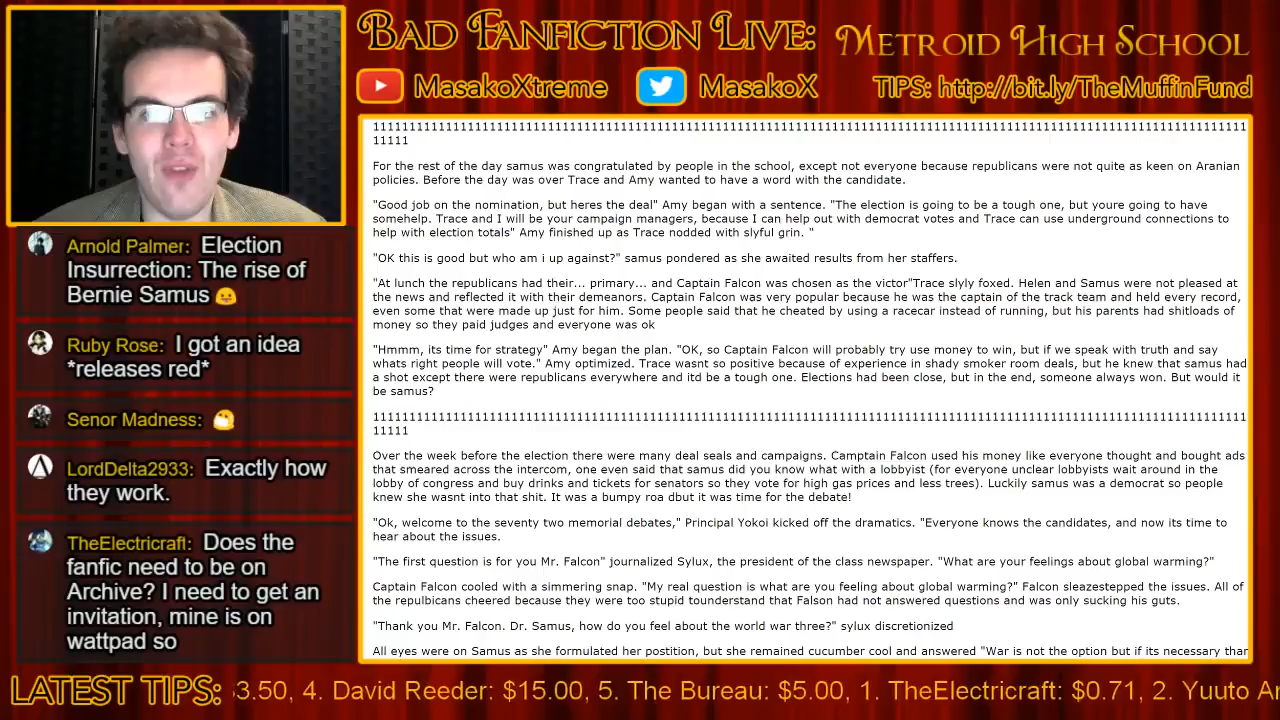 BAD FANFICTION LIVE:
METROID HIGH SCHOOL
MasakoXtreme
MasakoX
TIPS: http://bit.ly/TheMuffinFund
111111111111111111111111111111111111111111111111111111111111111111111111111111111111111111111111111111111111111111111111111
11111
For the rest of the day samus was congratulated by people in the school, except not everyone because republicans were not quite as keen on Aranian
policies. Before the day was over Trace and Amy wanted to have a word with the candidate.
"Good job on the nomination, but heres the deal" Amy began with a sentence. "The election is going to be a tough one, but youre going to have
somehelp. Trace and I will be your campaign managers, because I can help out with democrat votes and Trace can use underground connections to
help with election totals" Amy finished up as Trace nodded with slyful grin. "
"OK this is good but who am i up against?" samus pondered as she awaited results from her staffers.
"At lunch the republicans had their... primary... and Captain Falcon was chosen as the victor"Trace slyly foxed. Helen and Samus were not pleased at
the news and reflected it with their demeanors. Captain Falcon was very popular because he was the captain of the track team and held every record,
even some that were made up just for him. Some people said that he cheated by using a racecar instead of running, but his parents had shitloads of
money so they paid judges and everyone was ok
"Hmmm, its time for strategy" Amy began the plan. "OK, so Captain Falcon will probably try use money to win, but if we speak with truth and say
whats right people will vote." Amy optimized. Trace wasnt so positive because of experience in shady smoker room deals, but he knew that samus had
a shot except there were republicans everywhere and itd be a tough one. Elections had been close, but in the end, someone always won. But would it
be samus?
111111111111111111111111111111111111111111111111111111111111111111111111111111111111111111111111111111111111111111111111111
11111
Over the week before the election there were many deal seals and campaigns. Camptain Falcon used his money like everyone thought and bought ads
that smeared across the intercom, one even said that samus did you know what with a lobbyist (for everyone unclear lobbyists wait around in the
lobby of congress and buy drinks and tickets for senators so they vote for high gas prices and less trees). Luckily samus was a democrat so people
knew she wasnt into that shit. It was a bumpy roa dbut it was time for the debate!
"Ok, welcome to the seventy two memorial debates," Principal Yokoi kicked off the dramatics. "Everyone knows the candidates, and now its time to
hear about the issues.
"The first question is for you Mr. Falcon" journalized Sylux, the president of the class newspaper. "What are your feelings about global warming?"
Captain Falcon cooled with a simmering snap. "My real question is what are you feeling about global warming?" Falcon sleazestepped the issues. All of
the repulbicans cheered because they were too stupid tounderstand that Falson had not answered questions and was only sucking his guts.
"Thank you Mr. Falcon. Dr. Samus, how do you feel about the world war three?" sylux discretionized
All eyes were on Samus as she formulated her postition, but she remained cucumber cool and answered "War is not the option but if its necessary thar
Arnold Palmer: Election
Insurrection: The rise of
Bernie Samus
Ruby Rose: I got an idea
*releases red*
Senor Madness:
LordDelta2933: Exactly how
they work.
TheElectricraft: Does the
fanfic need to be on
Archive? I need to get an
invitation, mine is on
wattpad so
LATEST TIPS: $3.50, 4. David Reeder: $15.00, 5. The Bureau: $5.00, 1. TheElectricraft: $0.71, 2. Yuuto Ar